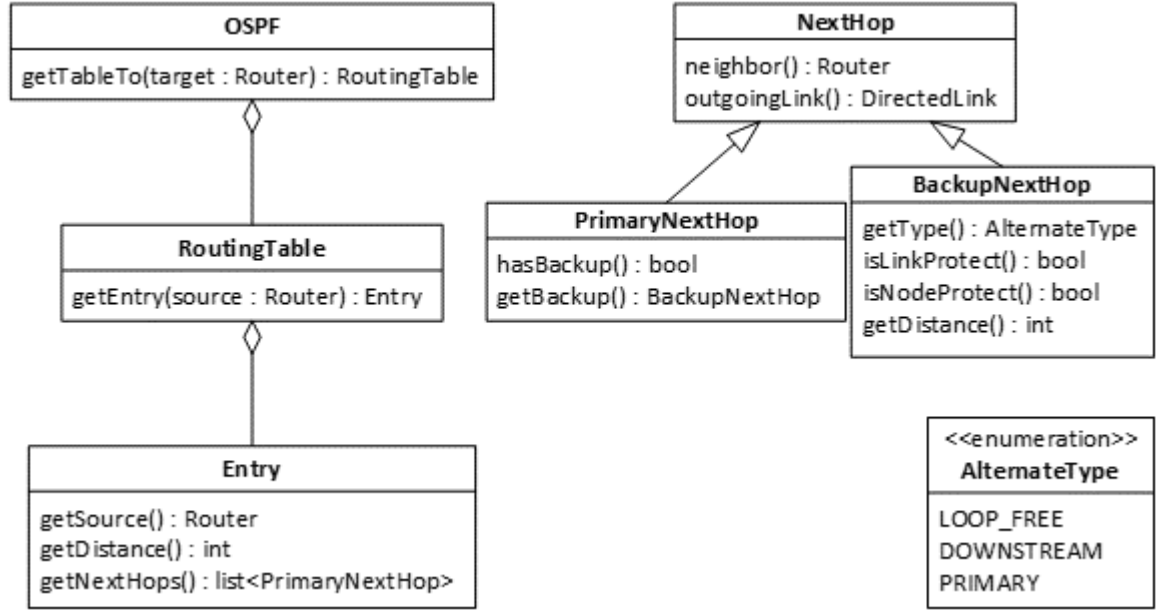 OSPF
getTableTo(target : Router) : RoutingTable
RoutingTable
getEntry(source : Router) : Entry
Entry
getSource() : Router
getDistance() : int
getNextHops() : list<PrimaryNextHop>
NextHop
neighbor() : Router
outgoingLink() : DirectedLink
PrimaryNextHop
hasBackup() : bool
getBackup() : BackupNextHop
BackupNextHop
getType() : AlternateType
isLinkProtect() : bool
isNodeProtect() : bool
getDistance() : int
<<enumeration>>
AlternateType
LOOP_FREE
DOWNSTREAM
PRIMARY